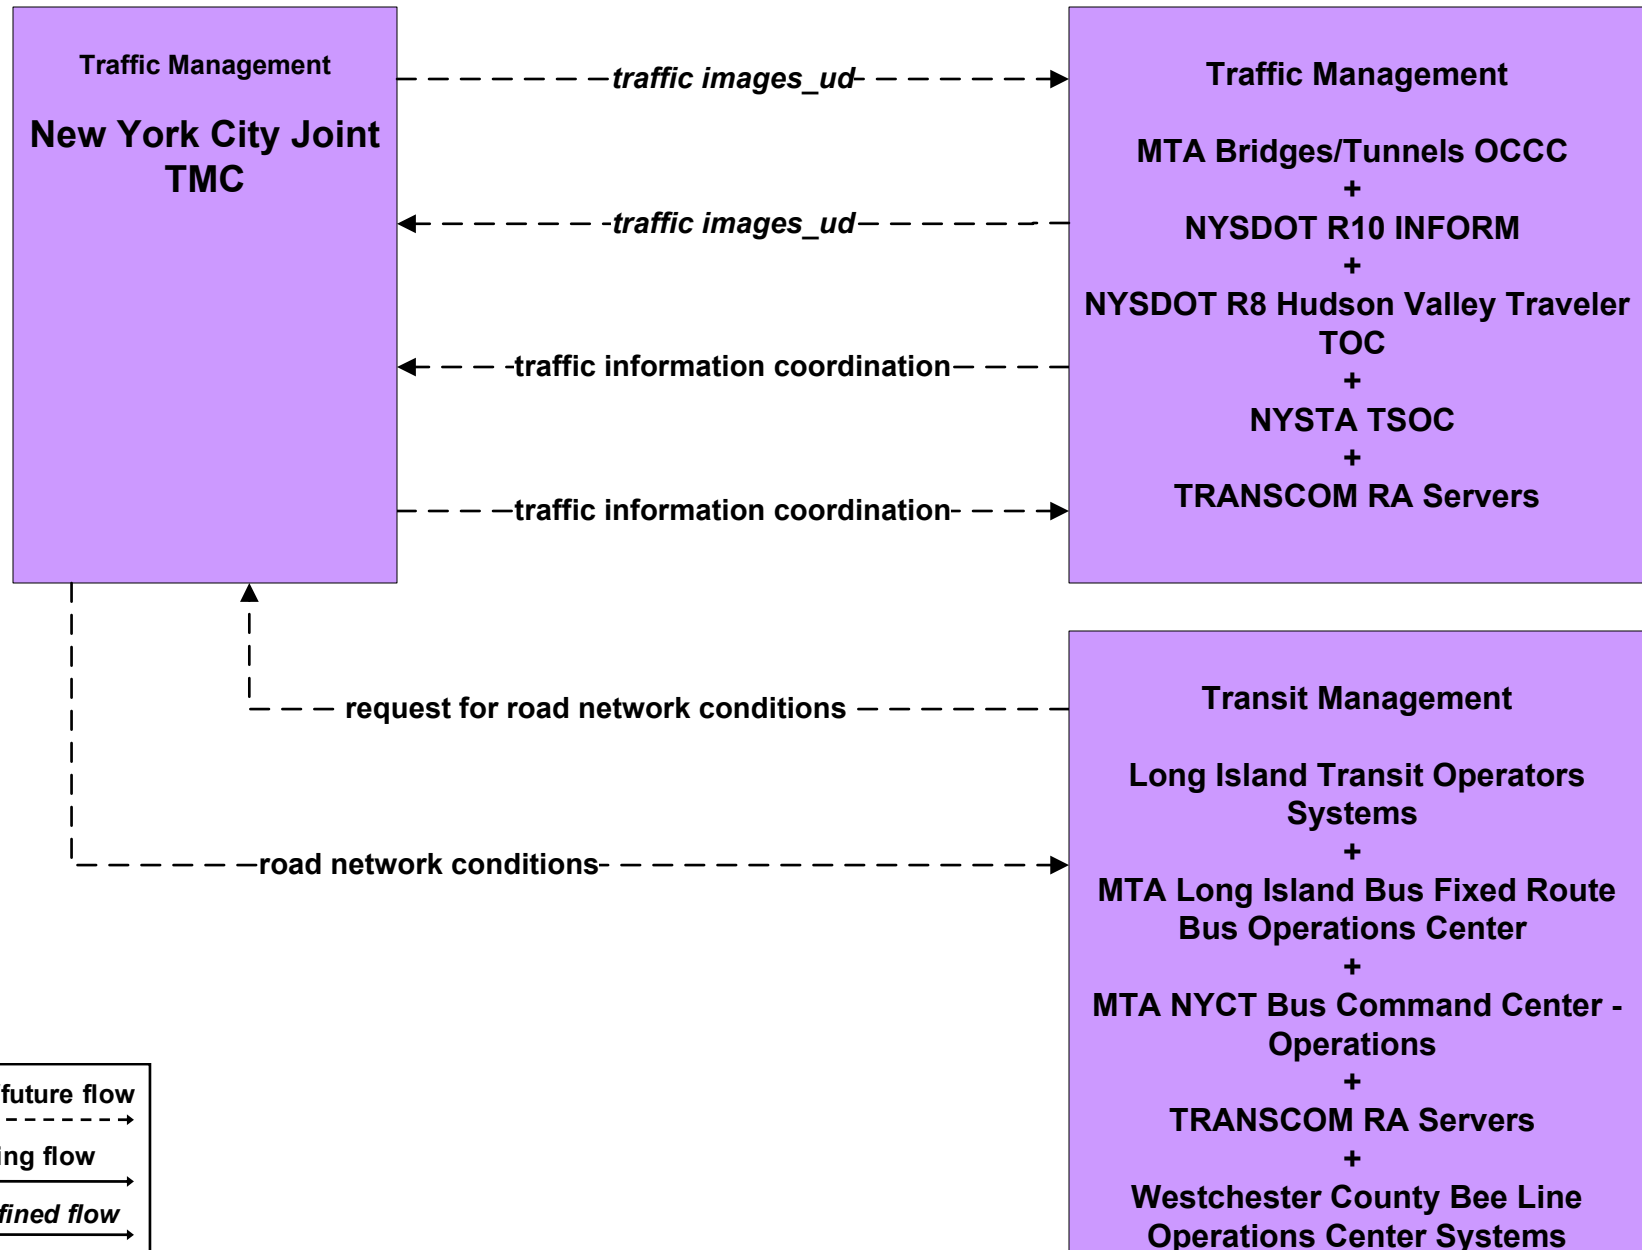 Traffic Management
New York City Joint
TMC
traffic images_ud
traffic images_ud
traffic information coordination
traffic information coordination
Traffic Management
MTA Bridges/Tunnels OCCC
+
NYSDOT R10 INFORM
+
NYSDOT R8 Hudson Valley Traveler
TOC
+
NYSTA TSOC
+
TRANSCOM RA Servers
request for road network conditions
road network conditions
Transit Management
Long Island Transit Operators
Systems
+
MTA Long Island Bus Fixed Route
Bus Operations Center
+
MTA NYCT Bus Command Center -
Operations
+
TRANSCOM RA Servers
+
Westchester County Bee Line
Operations Center Systems
future flow
ing flow
fined flow